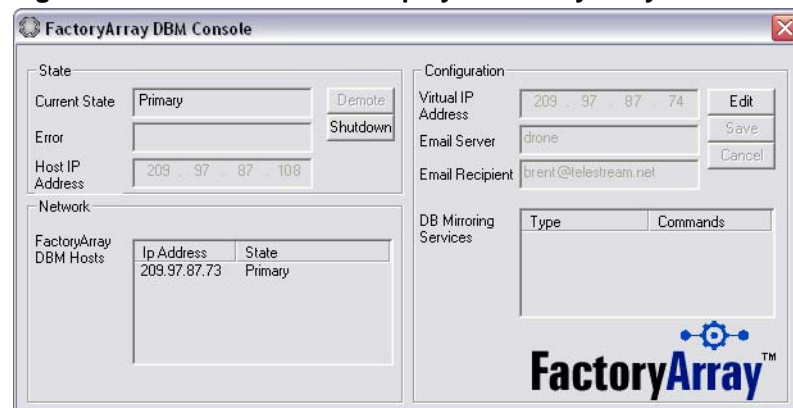 FactoryArray DBM Console
State
Current State Primary Demote
Error Shutdown
Host IP Address 209 . 97 . 87 . 108
Network
FactoryArray DBM Hosts
Ip Address State
209.97.87.73 Primary
Configuration
Virtual IP Address 209 . 97 . 87 . 74 Edit
Email Server drone Save
Cancel
Email Recipient brent@telestream.net
DB Mirroring Services
Type Commands
FactoryArray™